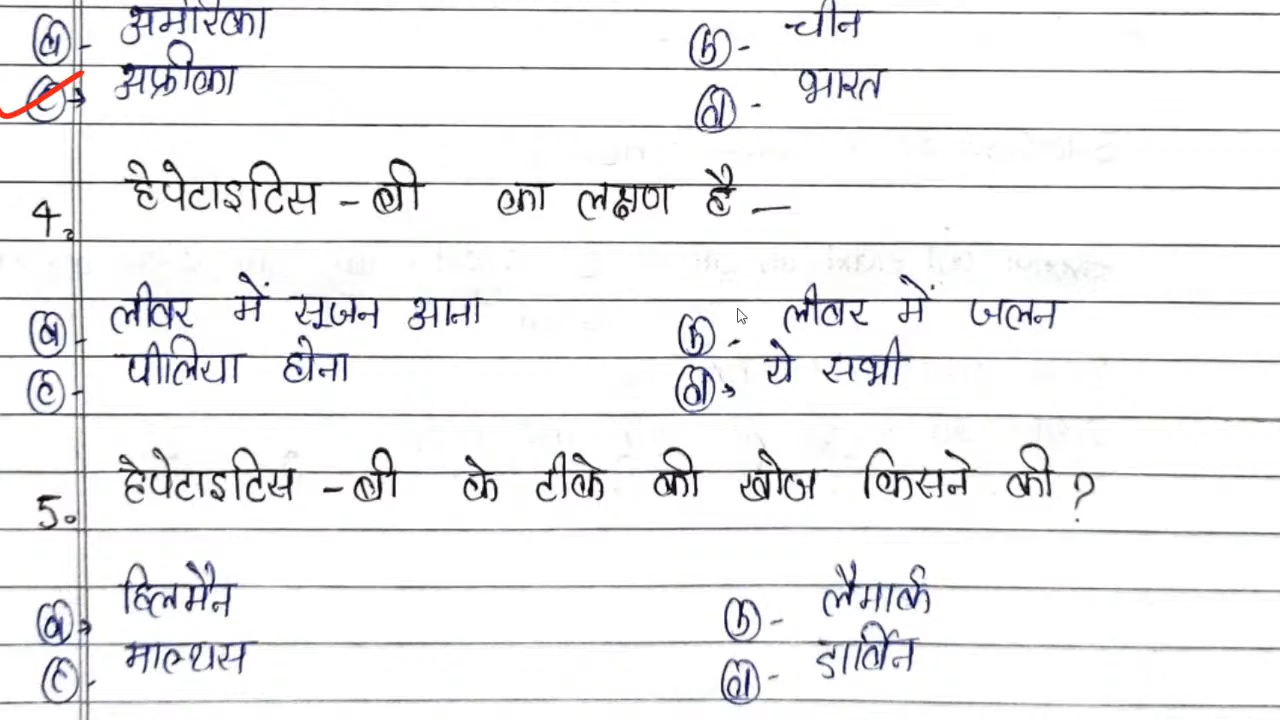 (a)- अमेरिका (b)- चीन
(c)→ अफ्रीका (d)- भारत
4. हेपेटाइटिस - बी का लक्षण है —
(a)- लीवर में सूजन आना (b)- लीवर में जलन
(c)- पीलिया होना (d)→ ये सभी
5. हेपेटाइटिस - बी के टीके की खोज किसने की?
(a)→ हिलमैन (b)- लैमार्क
(c)- माल्थस (d)- डार्विन